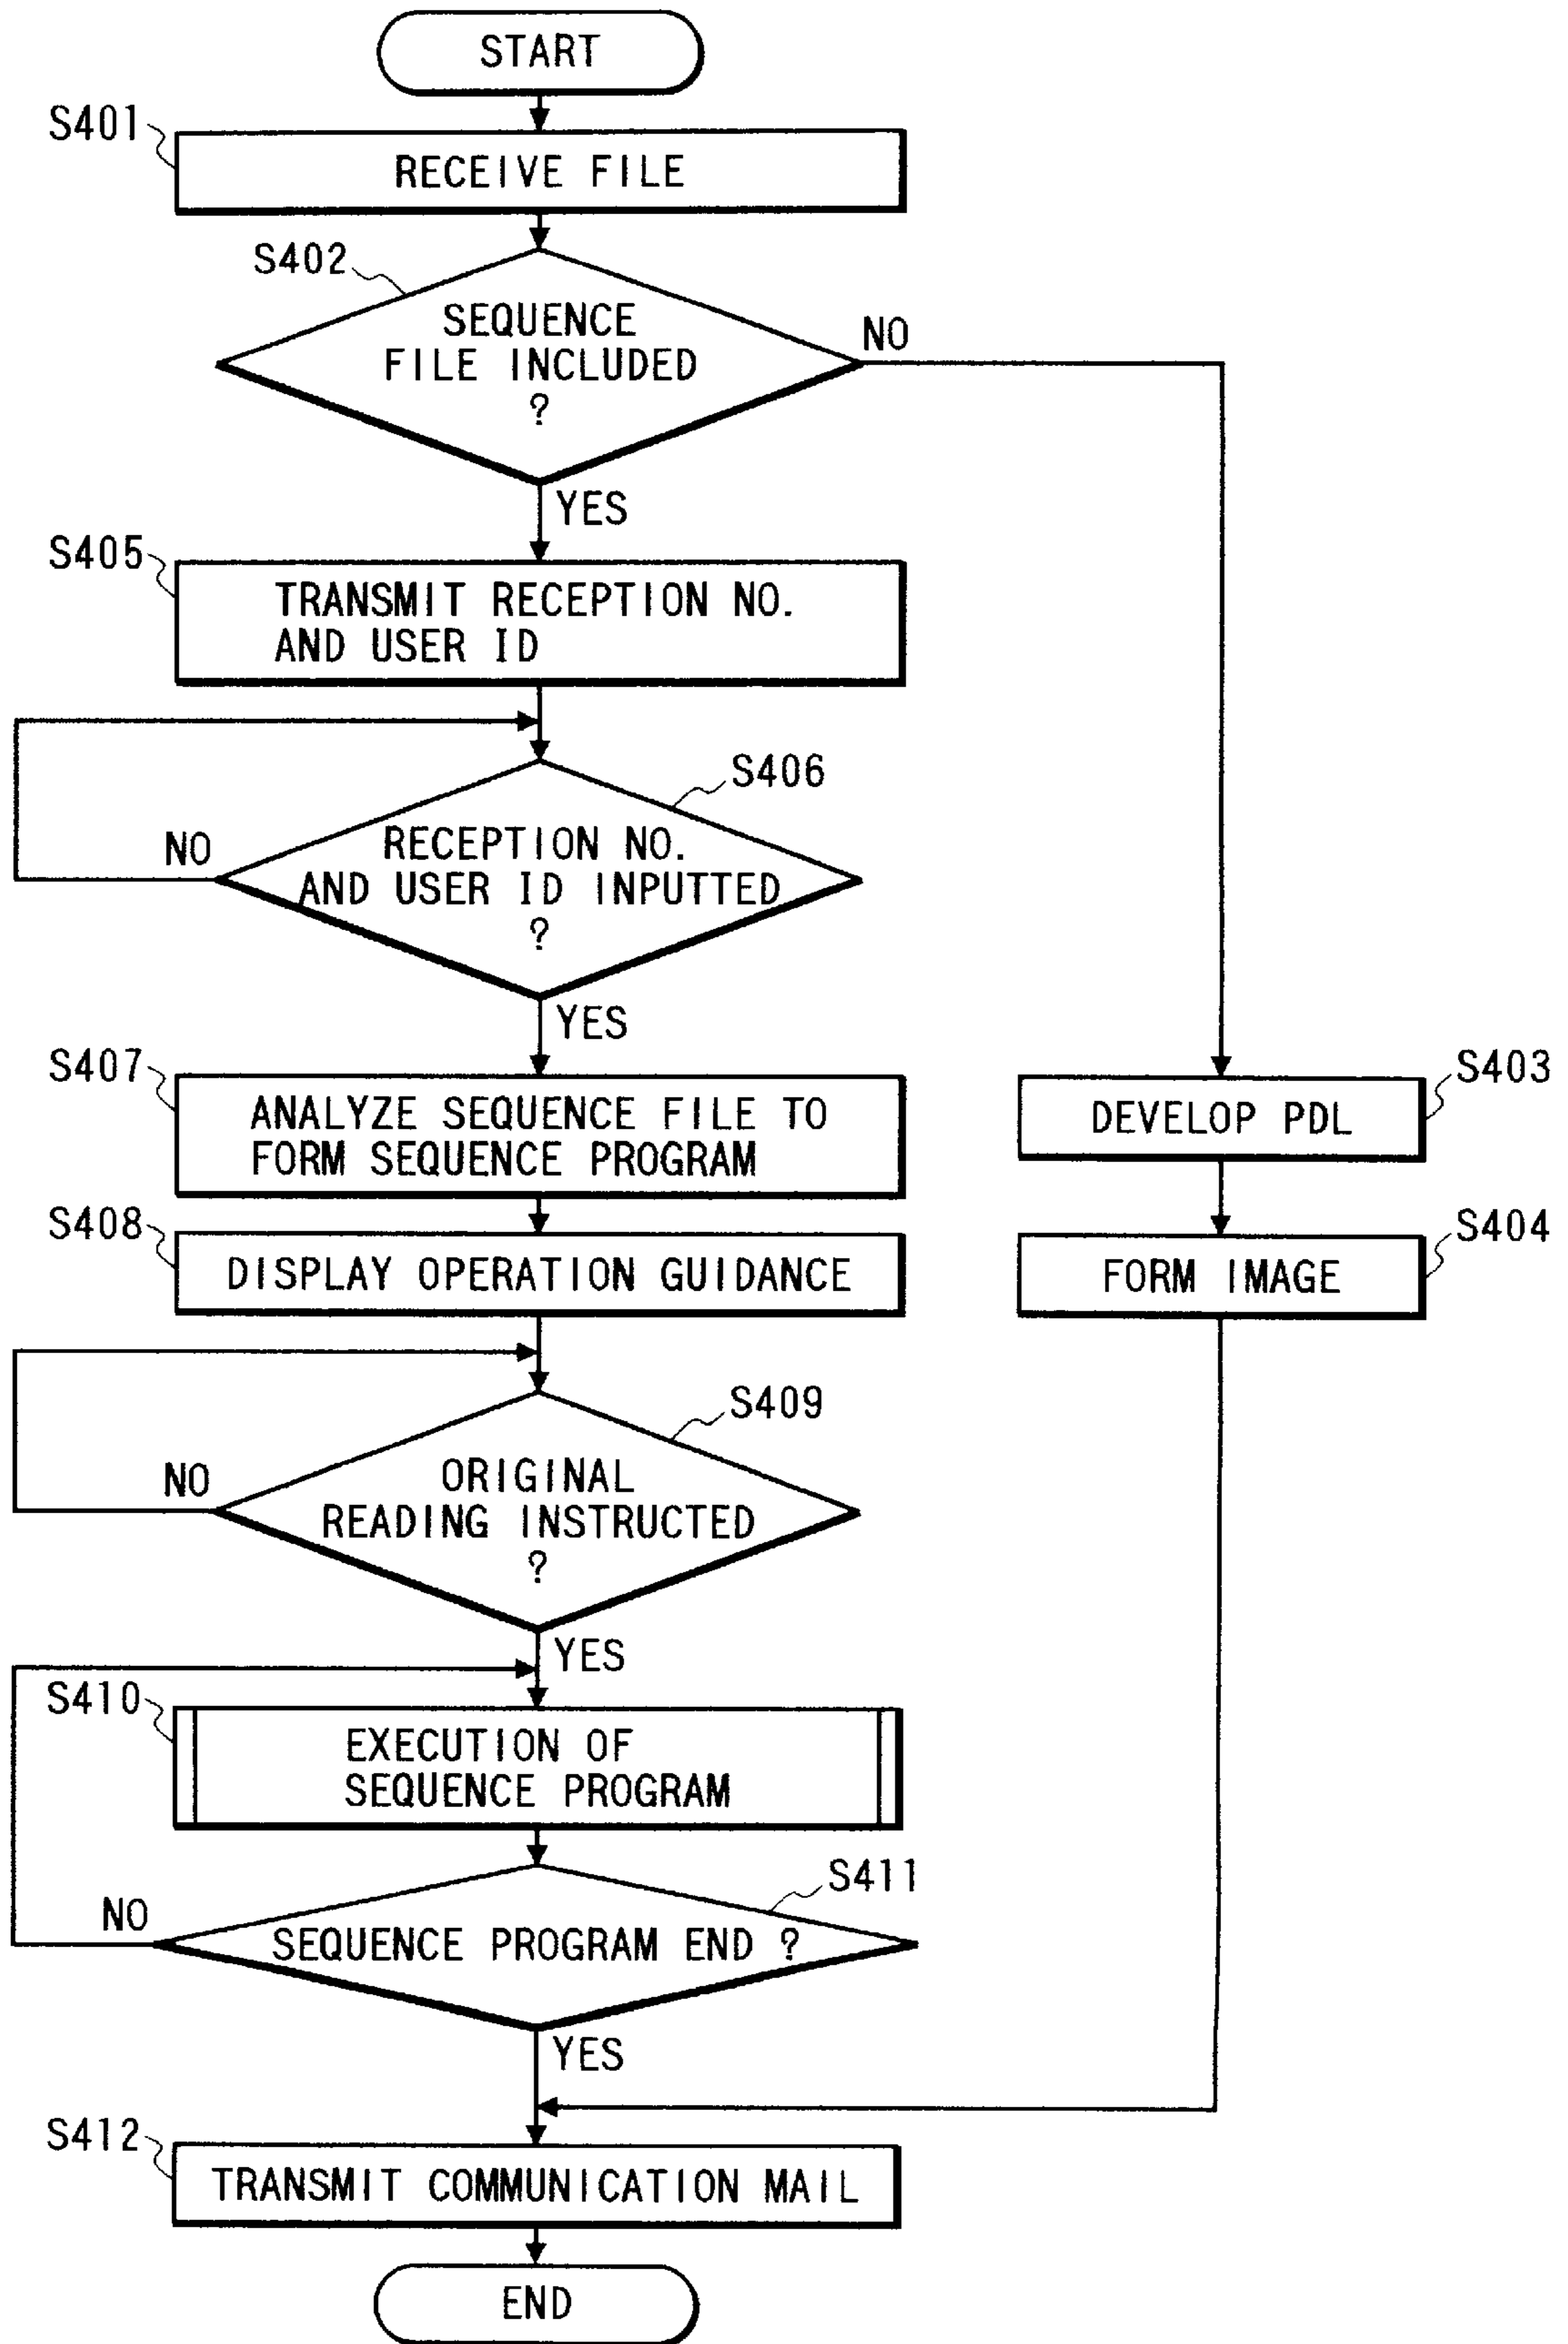 START
S401
RECEIVE FILE
S402
SEQUENCE
FILE INCLUDED
?
NO
YES
S405
TRANSMIT RECEPTION NO.
AND USER ID
S406
RECEPTION NO.
AND USER ID INPUTTED
?
NO
YES
S407
ANALYZE SEQUENCE FILE TO
FORM SEQUENCE PROGRAM
S403
DEVELOP PDL
S408
DISPLAY OPERATION GUIDANCE
S404
FORM IMAGE
S409
ORIGINAL
READING INSTRUCTED
?
NO
YES
S410
EXECUTION OF
SEQUENCE PROGRAM
S411
SEQUENCE PROGRAM END ?
NO
YES
S412
TRANSMIT COMMUNICATION MAIL
END